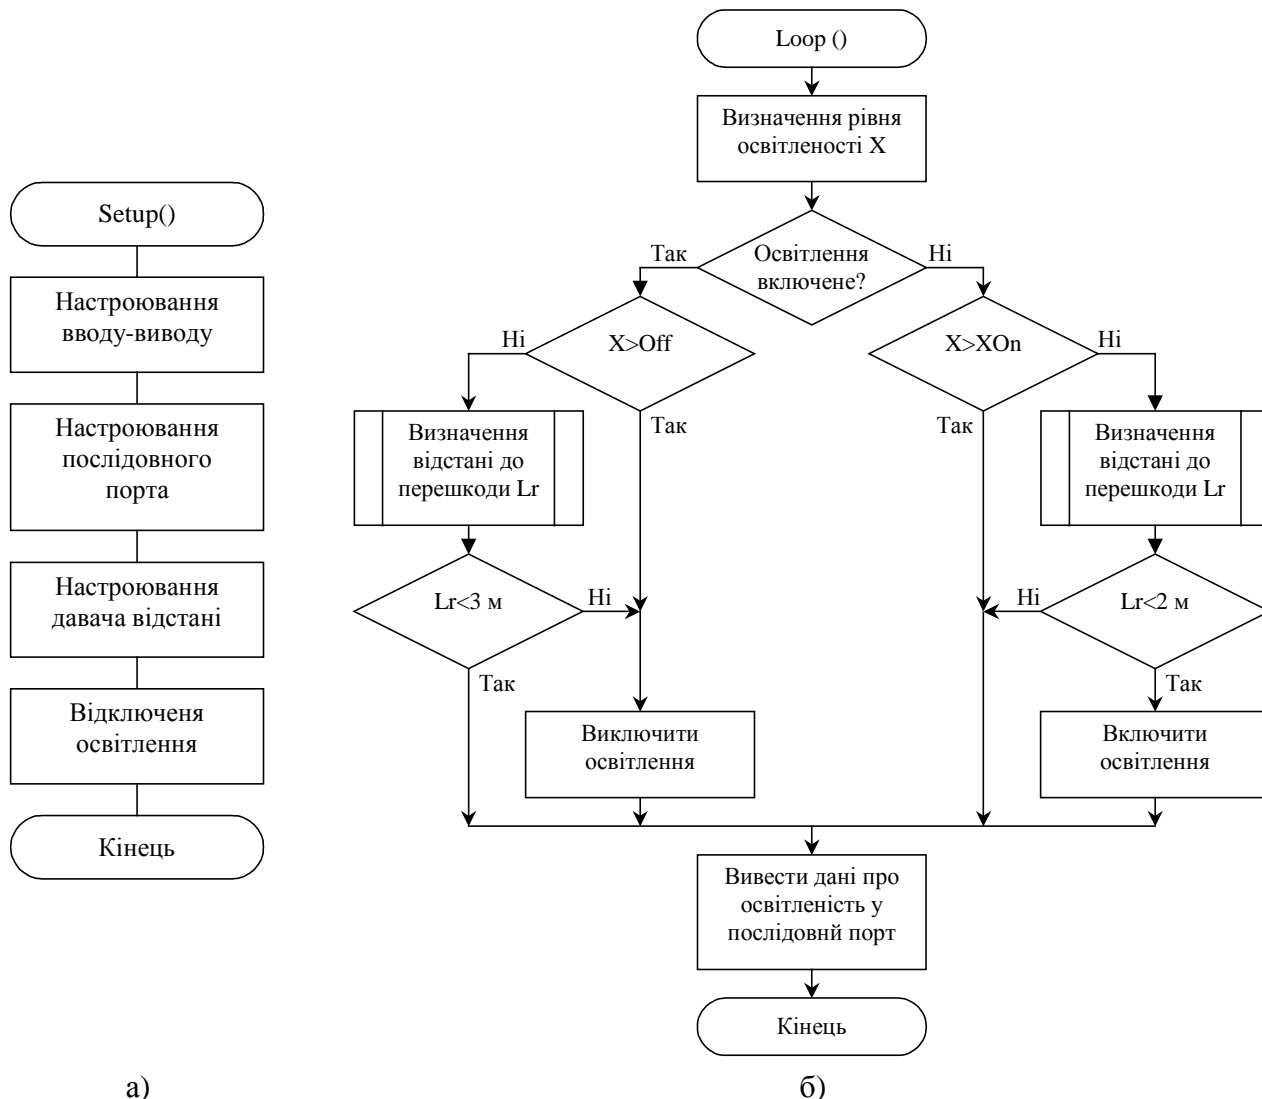 Setup()
Настроювання
вводу-виводу
Настроювання
послідовного
порта
Настроювання
давача відстані
Відключеня
освітлення
Кінець
а)
Loop ()
Визначення рівня
освітленості X
Освітлення
включене?
Так
Ні
X>Off
Ні
Так
X>XOn
Ні
Так
Визначення
відстані до
перешкоди Lr
Визначення
відстані до
перешкоди Lr
Lr<3 м
Ні
Так
Lr<2 м
Ні
Так
Виключити
освітлення
Включити
освітлення
Вивести дані про
освітленість у
послідовнй порт
Кінець
б)